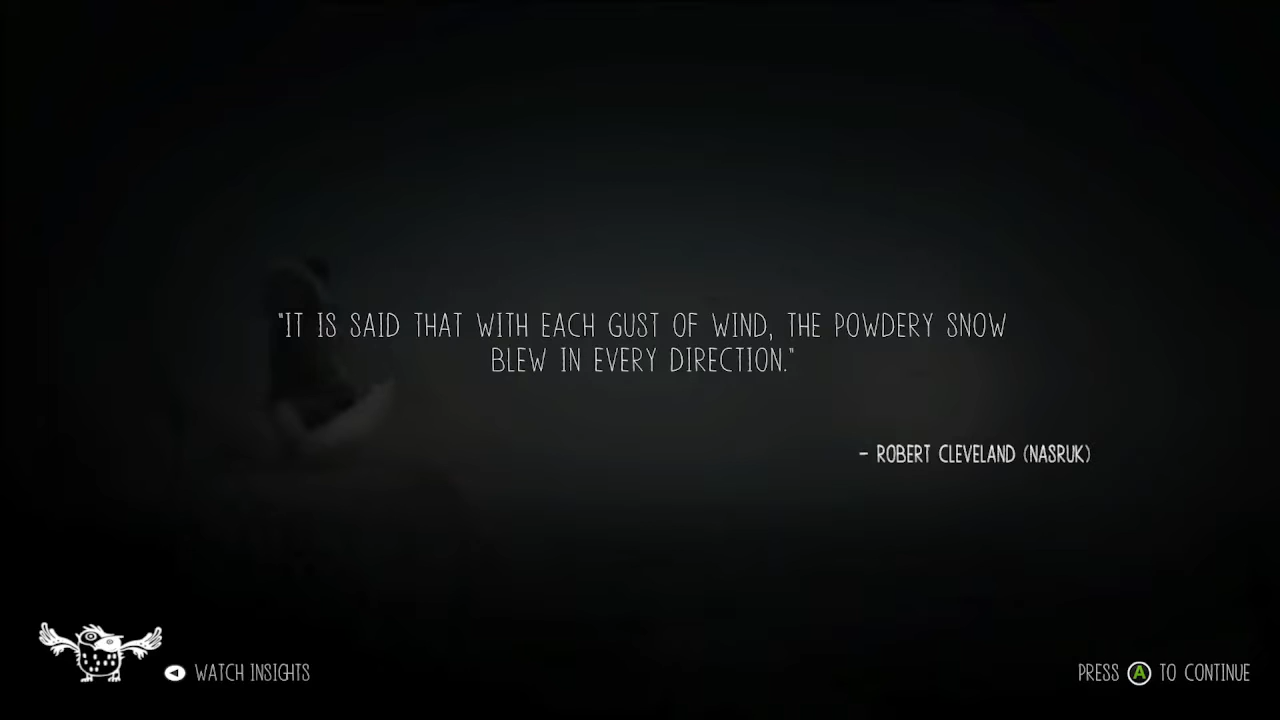 "IT IS SAID THAT WITH EACH GUST OF WIND, THE POWDERY SNOW
BLEW IN EVERY DIRECTION."
- ROBERT CLEVELAND (NASRUK)
WATCH INSIGHTS
PRESS A TO CONTINUE